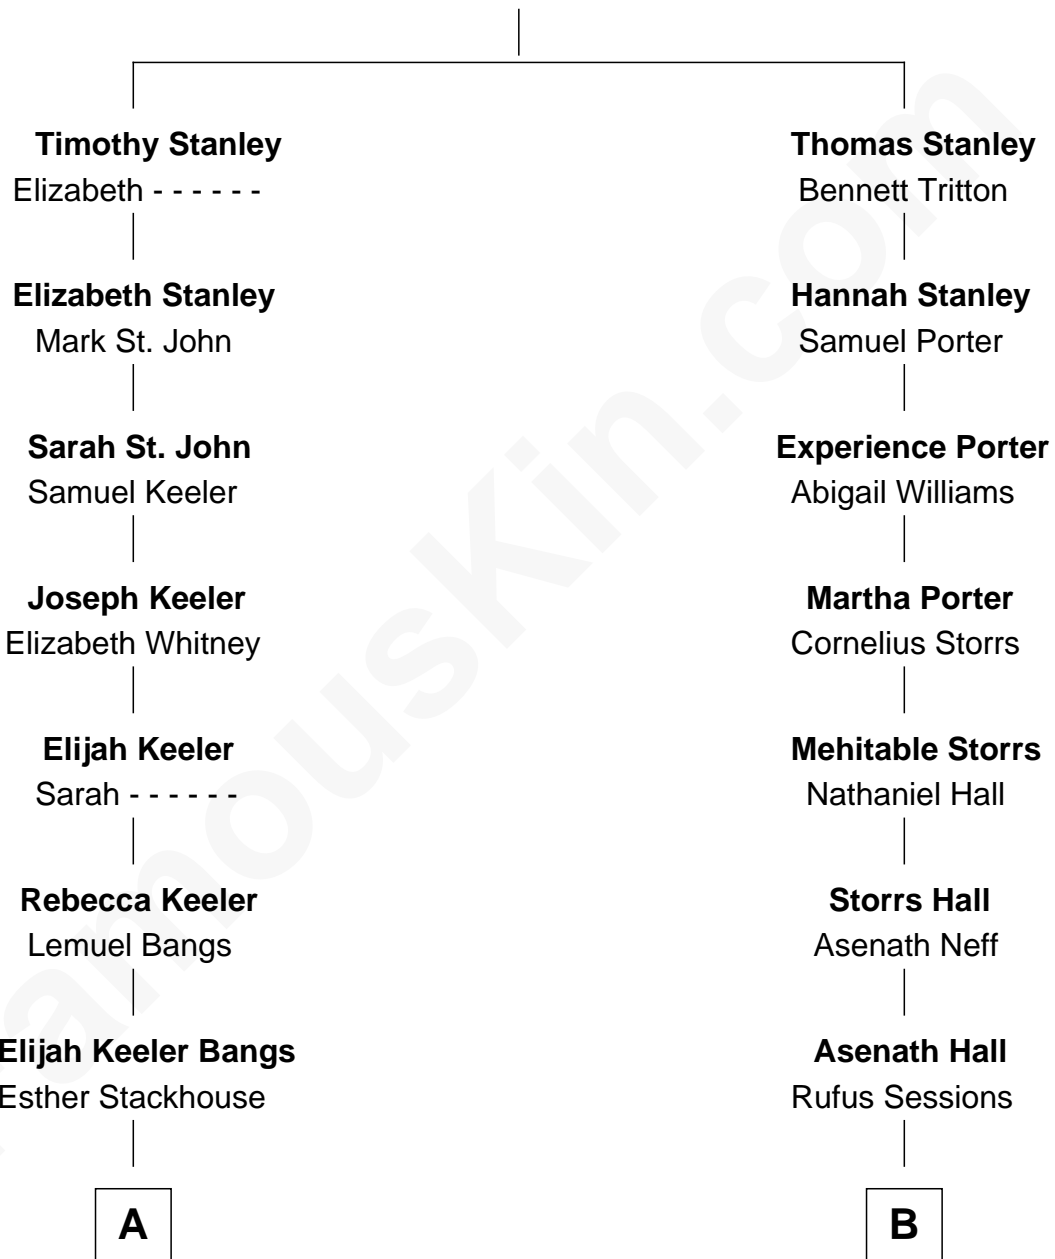 Timothy Stanley
Elizabeth - - - - - -
Thomas Stanley
Bennett Tritton
Elizabeth Stanley
Mark St. John
Hannah Stanley
Samuel Porter
Sarah St. John
Samuel Keeler
Experience Porter
Abigail Williams
Joseph Keeler
Elizabeth Whitney
Martha Porter
Cornelius Storrs
Elijah Keeler
Sarah - - - - - -
Mehitable Storrs
Nathaniel Hall
Rebecca Keeler
Lemuel Bangs
Storrs Hall
Asenath Neff
Elijah Keeler Bangs
Esther Stackhouse
Asenath Hall
Rufus Sessions
A
B
FamousKin.com